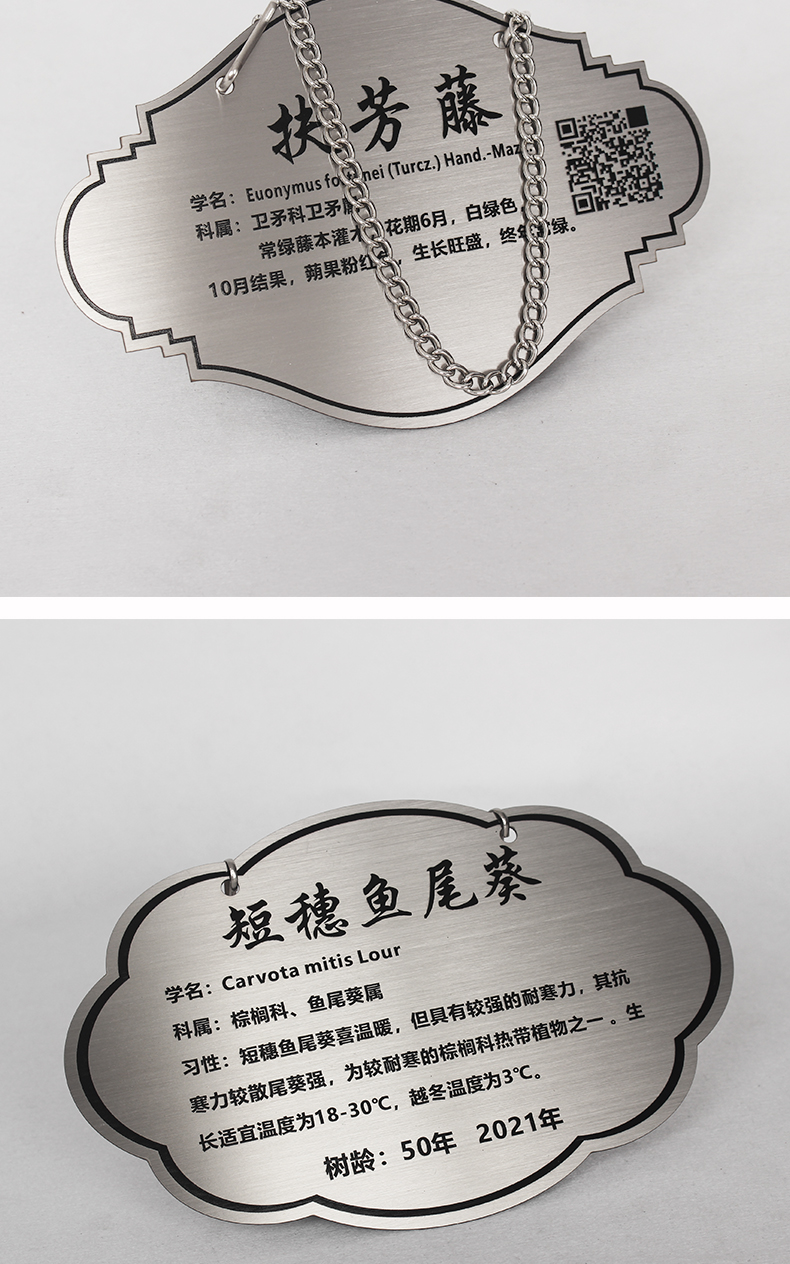 扶芳藤
学名：Euonymus fo nei (Turcz.) Hand.-Maz
科属：卫矛科卫矛
常绿藤本灌 花期6月，白绿色
10月结果，蒴果粉红 ，生长旺盛，终年 绿。
短穗鱼尾葵
学名：Carvota mitis Lour
科属：棕榈科、鱼尾葵属
习性：短穗鱼尾葵喜温暖，但具有较强的耐寒力，其抗
寒力较散尾葵强，为较耐寒的棕榈科热带植物之一 。生
长适宜温度为18-30℃，越冬温度为3℃。
树龄：50年 2021年